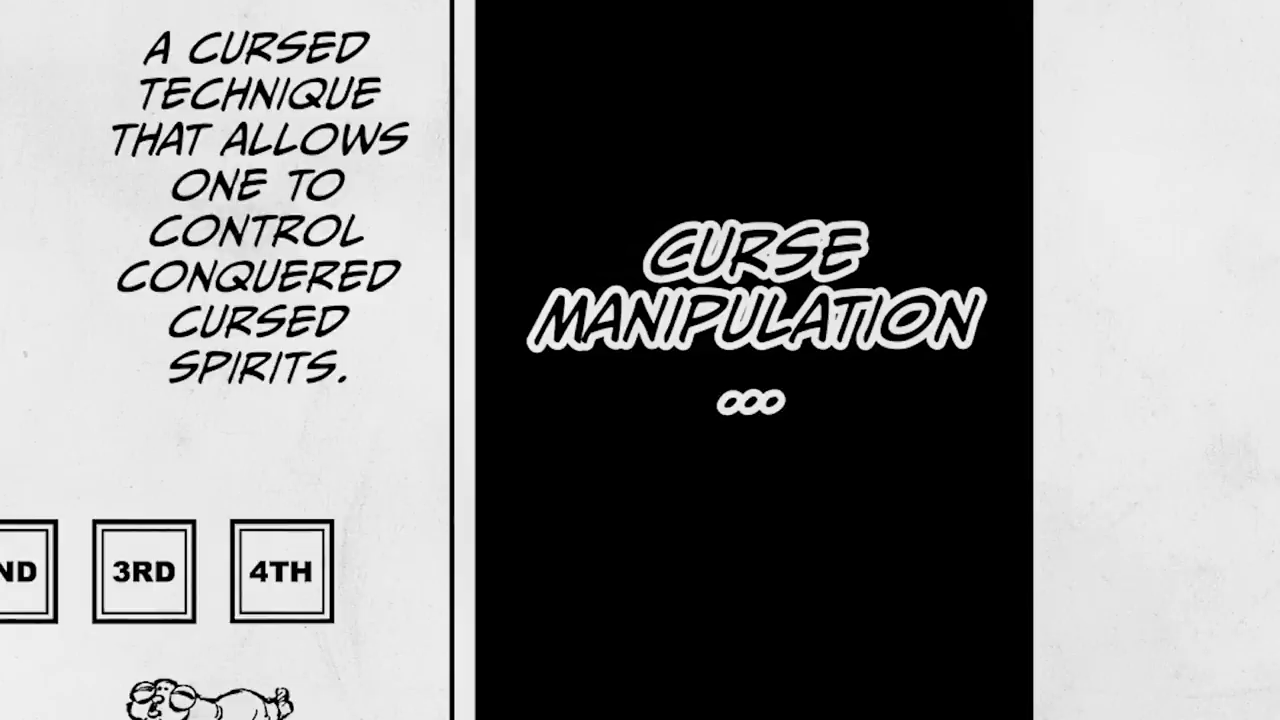 A CURSED
TECHNIQUE
THAT ALLOWS
ONE TO
CONTROL
CONQUERED
CURSED
SPIRITS.
CURSE
MANIPULATION
...
ND
3RD
4TH